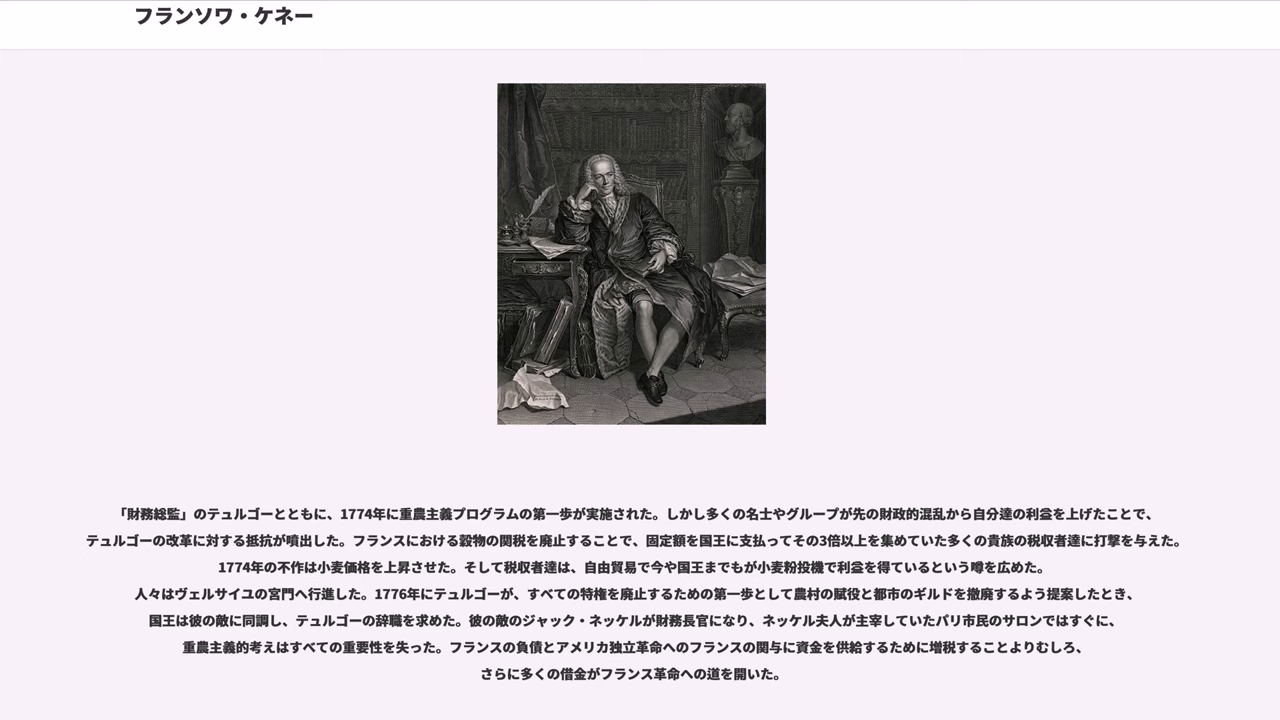 フランソワ・ケネー
「財務総監」のテュルゴーとともに、1774年に重農主義プログラムの第一歩が実施された。しかし多くの名士やグループが先の財政的混乱から自分達の利益を上げたことで、
テュルゴーの改革に対する抵抗が噴出した。フランスにおける穀物の関税を廃止することで、固定額を国王に支払ってその3倍以上を集めていた多くの貴族の税収者達に打撃を与えた。
1774年の不作は小麦価格を上昇させた。そして税収者達は、自由貿易で今や国王までもが小麦粉投機で利益を得ているという噂を広めた。
人々はヴェルサイユの宮門へ行進した。1776年にテュルゴーが、すべての特権を廃止するための第一歩として農村の賦役と都市のギルドを撤廃するよう提案したとき、
国王は彼の敵に同調し、テュルゴーの辞職を求めた。彼の敵のジャック・ネッケルが財務長官になり、ネッケル夫人が主宰していたパリ市民のサロンではすぐに、
重農主義的考えはすべての重要性を失った。フランスの負債とアメリカ独立革命へのフランスの関与に資金を供給するために増税することよりむしろ、
さらに多くの借金がフランス革命への道を開いた。